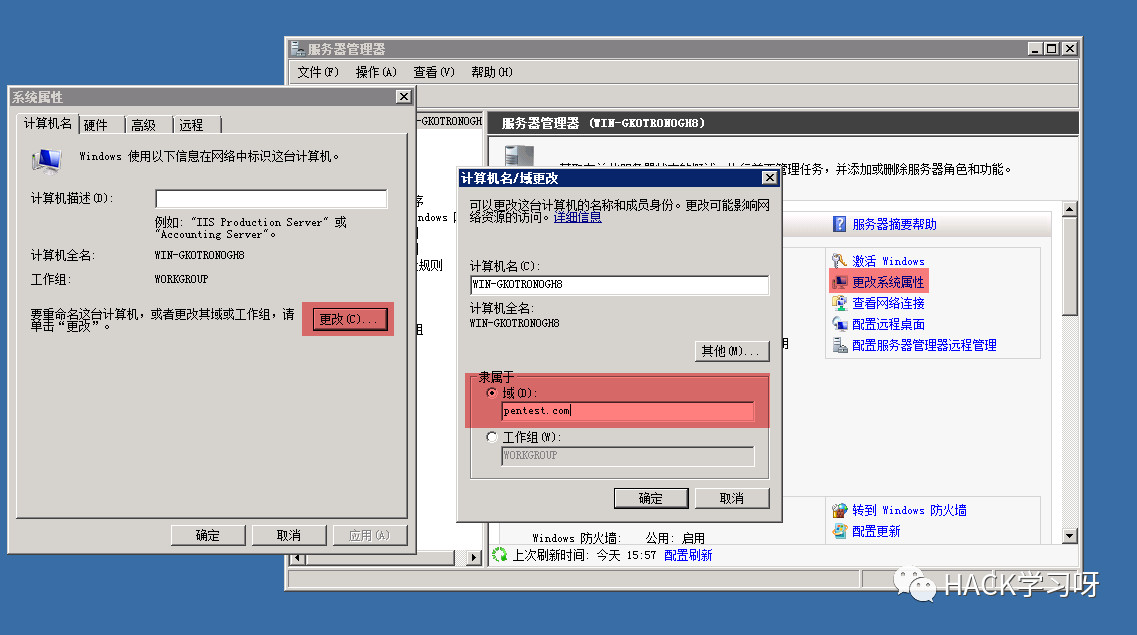 服务器管理器
文件(F) 操作(A) 查看(V) 帮助(H)
系统属性
计算机名 硬件 高级 远程
Windows 使用以下信息在网络中标识这台计算机。
计算机描述(D):
例如: "IIS Production Server" 或
"Accounting Server"。
计算机全名: WIN-GKOTRONOGH8
工作组: WORKGROUP
要重命名这台计算机，或者更改其域或工作组，请
单击"更改"。
更改(C)...
确定 取消 应用(A)
-GKOTRONOGH
服务器管理器 (WIN-GKOTRONOGH8)
管理任务，并添加或删除服务器角色和功能。
ndows
规则
组
计算机名/域更改
可以更改这台计算机的名称和成员身份。更改可能影响网
络资源的访问。详细信息
计算机名(C):
WIN-GKOTRONOGH8
计算机全名:
WIN-GKOTRONOGH8
其他(M)...
隶属于
域(D):
pentest.com
工作组(W):
WORKGROUP
确定 取消
服务器摘要帮助
激活 Windows
更改系统属性
查看网络连接
配置远程桌面
配置服务器管理器远程管理
转到 Windows 防火墙
配置更新
Windows 防火墙: 公用: 启用
上次刷新时间: 今天 15:57 配置刷新
HACK学习呀